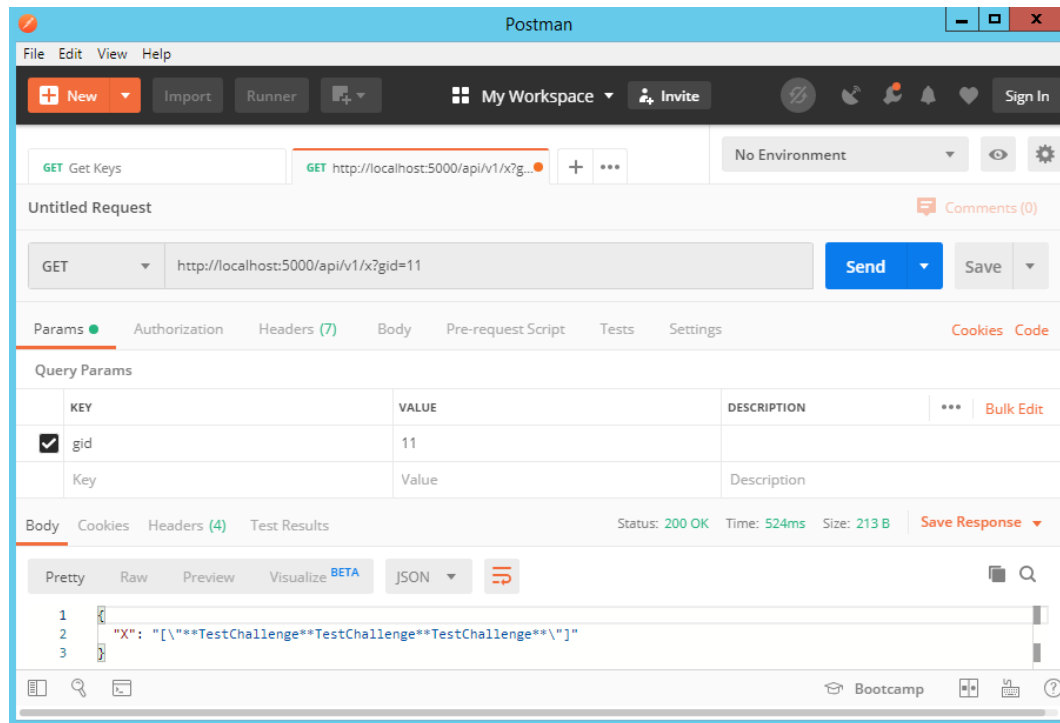 Postman
File Edit View Help
New Import Runner My Workspace Invite Sign In
GET Get Keys GET http://localhost:5000/api/v1/x?g... No Environment
Untitled Request Comments (0)
GET http://localhost:5000/api/v1/x?gid=11 Send Save
Params Authorization Headers (7) Body Pre-request Script Tests Settings Cookies Code
Query Params
KEY VALUE DESCRIPTION Bulk Edit
gid 11
Key Value Description
Body Cookies Headers (4) Test Results Status: 200 OK Time: 524ms Size: 213 B Save Response
Pretty Raw Preview Visualize BETA JSON
1 {
2 "X": "[\"**TestChallenge**TestChallenge**TestChallenge**\"]"
3 }
Bootcamp